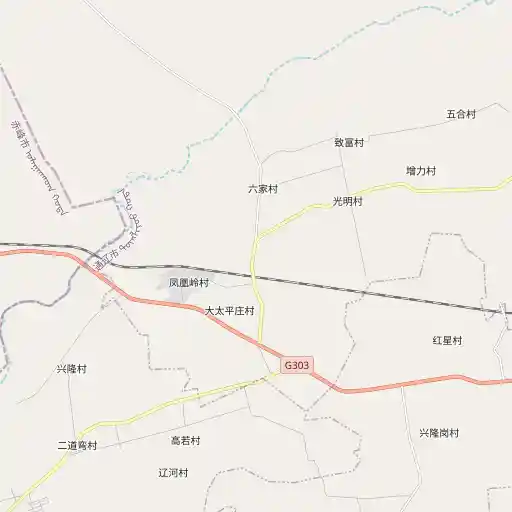 五合村
赤峰市
致富村
增力村
六家村
光明村
通辽市
凤凰岭村
大太平庄村
红星村
G303
兴隆村
兴隆岗村
高若村
二道弯村
辽河村